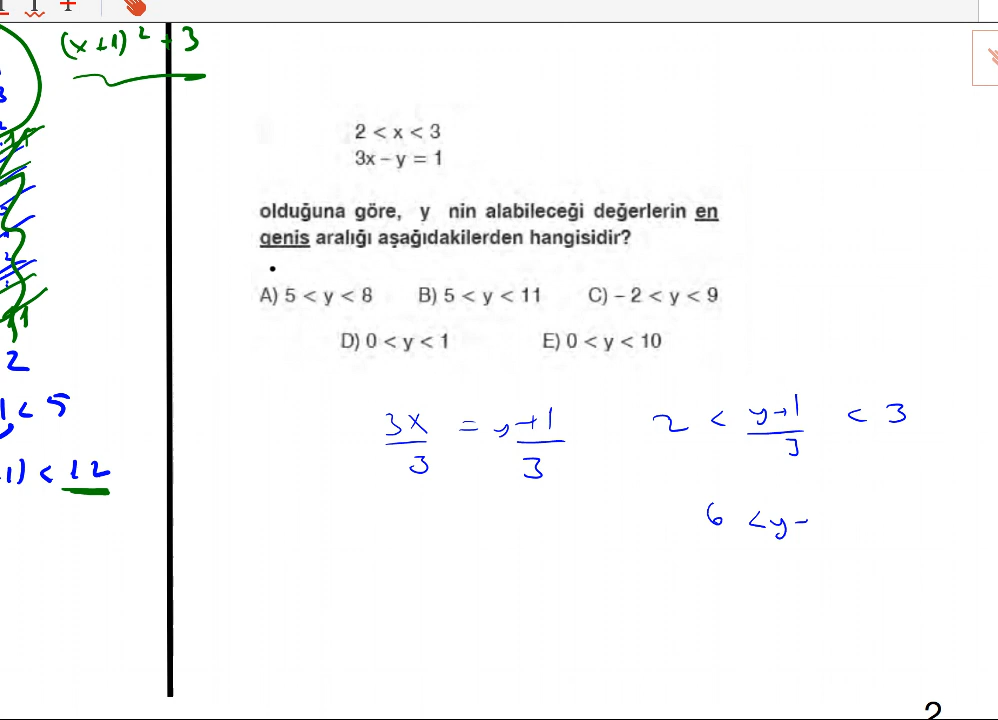 (x+1)² + 3
2 < x < 3
3x – y = 1
olduğuna göre, y nin alabileceği değerlerin en
geniş aralığı aşağıdakilerden hangisidir?
A) 5 < y < 8 B) 5 < y < 11 C) – 2 < y < 9
D) 0 < y < 1 E) 0 < y < 10
2
1 < 5
1) < 12
3x/3 = y+1/3 2 < y+1/3 < 3
6 < y -
2